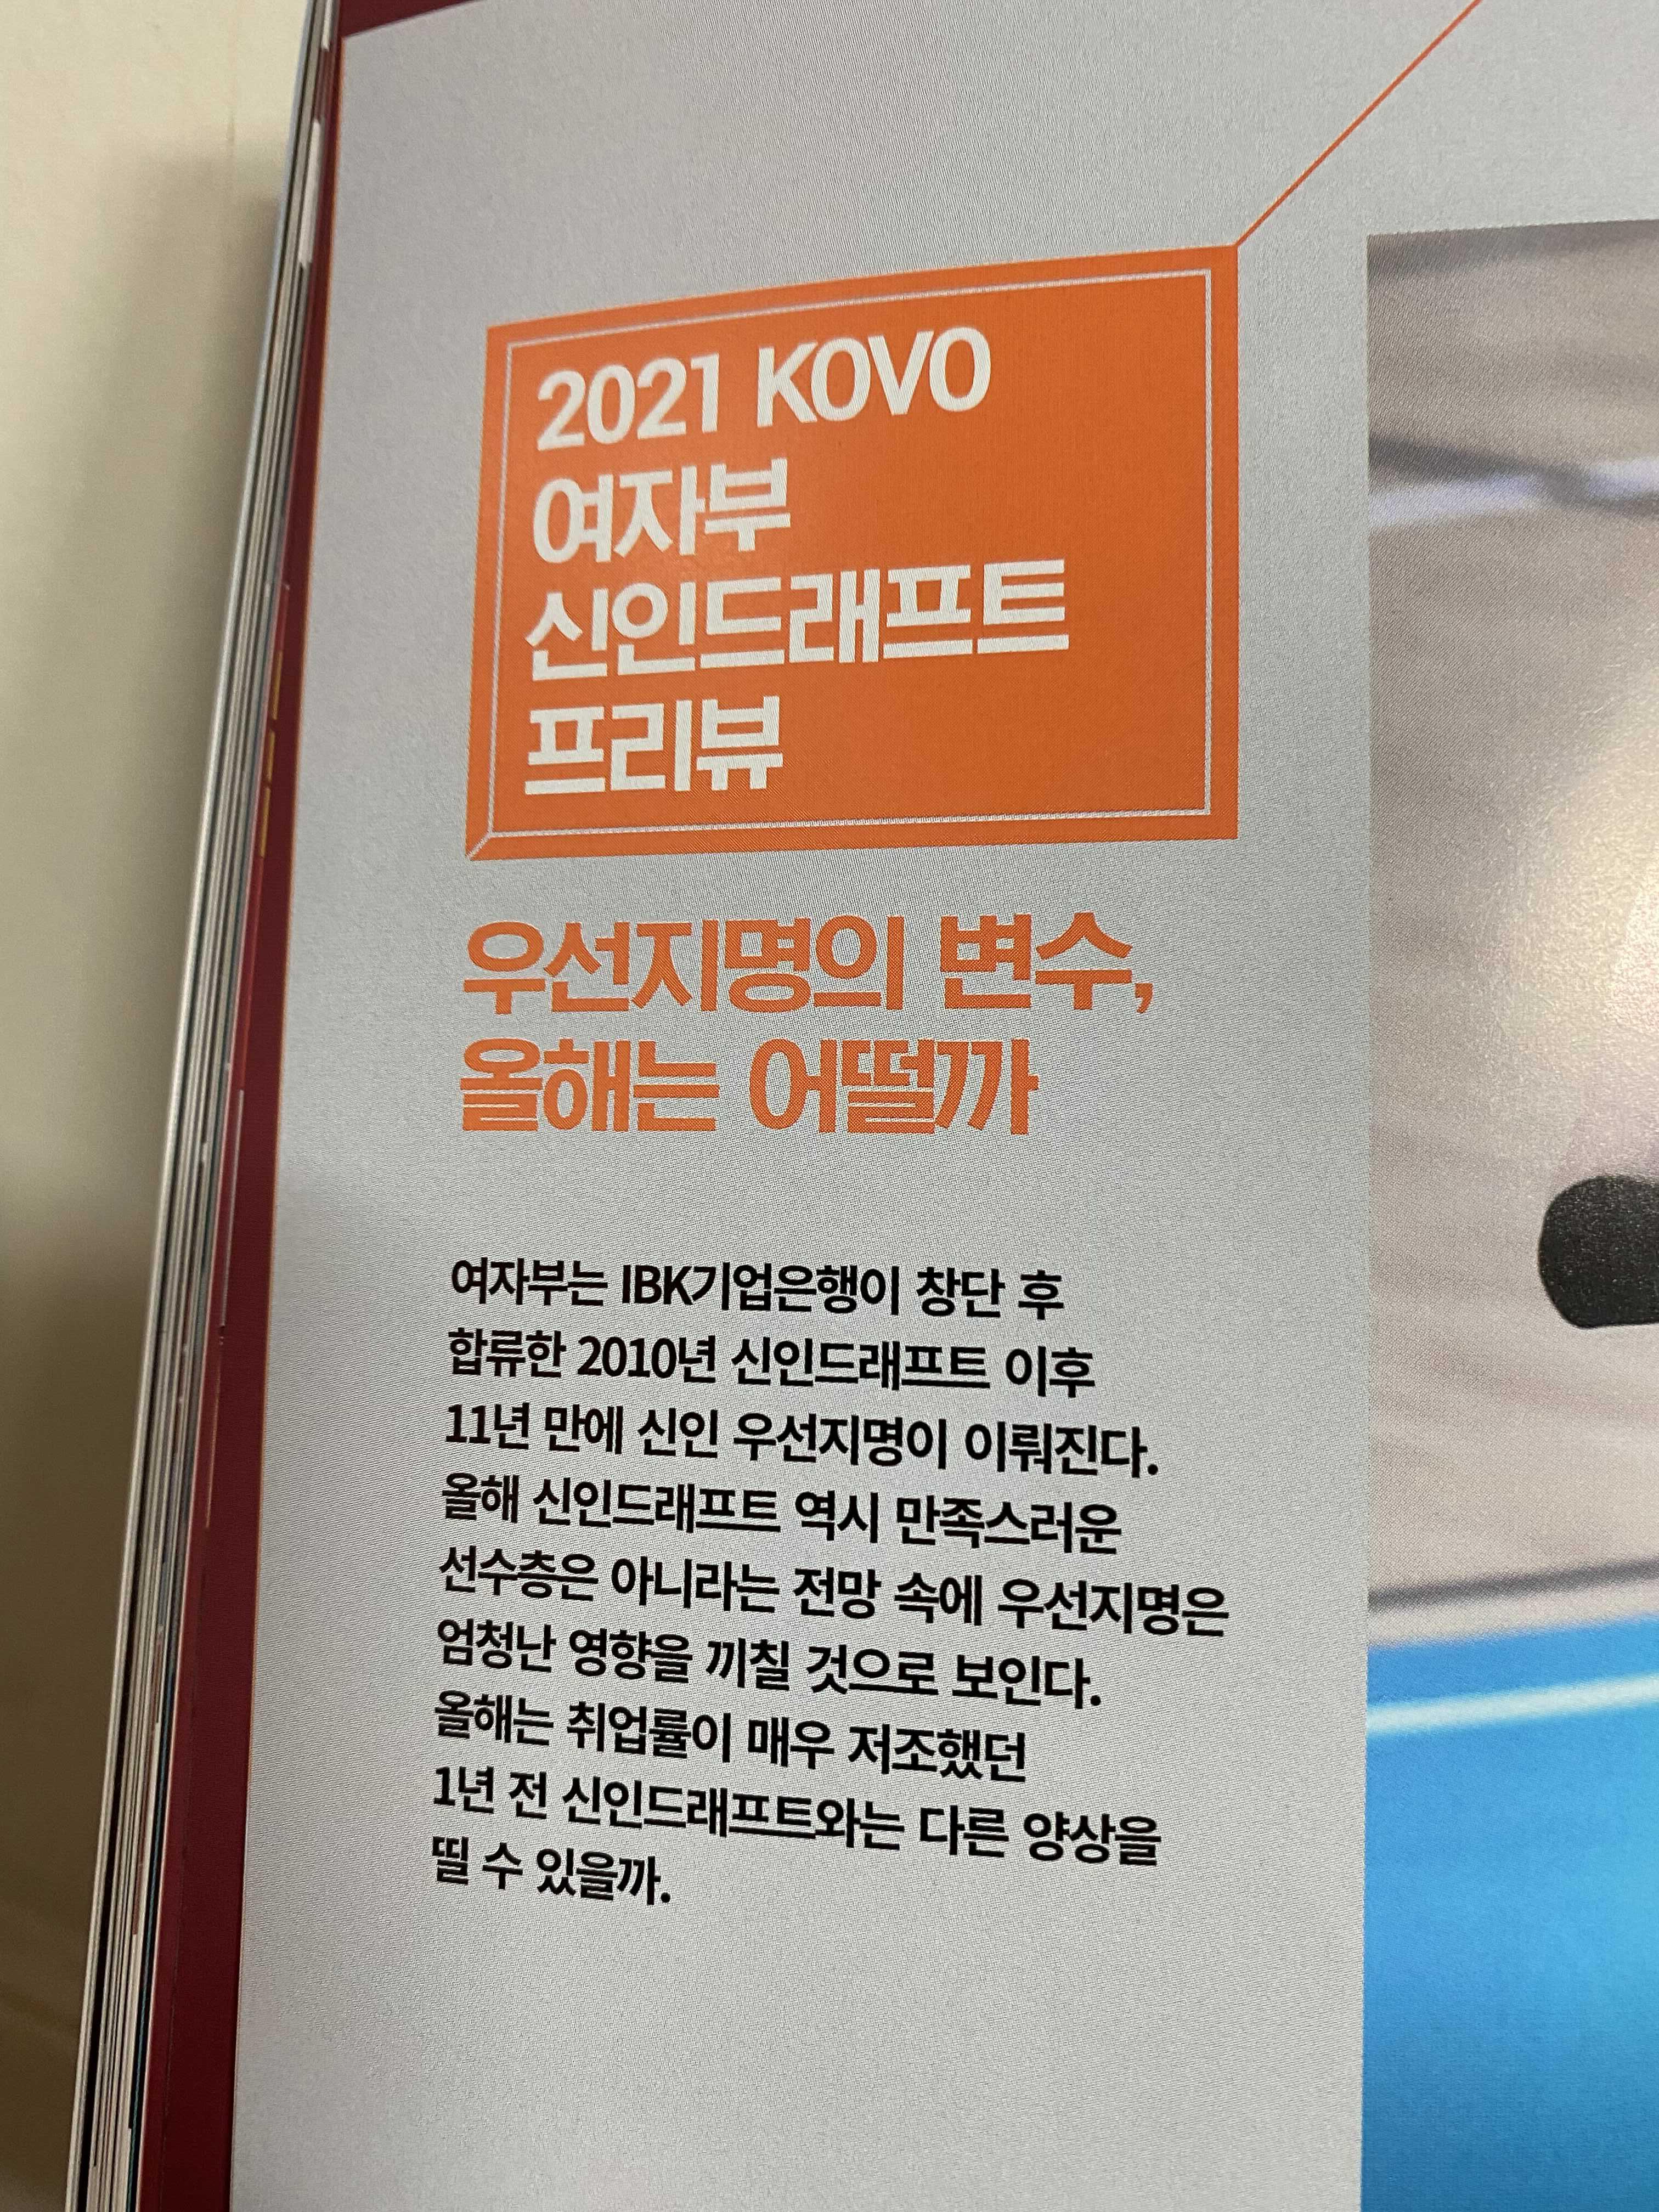 2021 KOVO
여자부
신인드래프트
프리뷰
우선지명의 변수,
올해는 어떨까
여자부는 IBK기업은행이 창단 후
합류한 2010년 신인드래프트 이후
11년 만에 신인 우선지명이 이뤄진다.
올해 신인드래프트 역시 만족스러운
선수층은 아니라는 전망 속에 우선지명은
엄청난 영향을 끼칠 것으로 보인다.
올해는 취업률이 매우 저조했던
1년 전 신인드래프트와는 다른 양상을
띌 수 있을까.